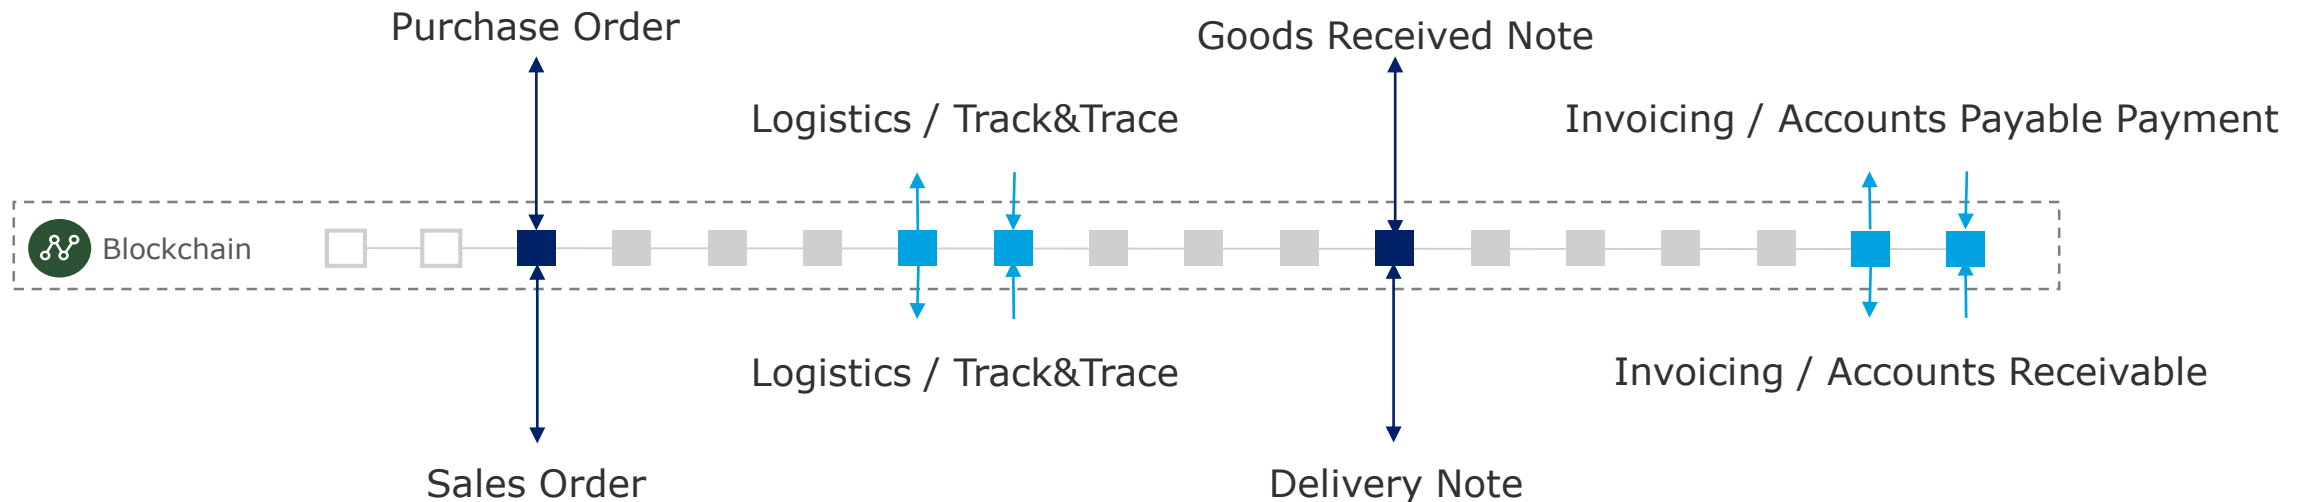 Purchase Order
Goods Received Note
Logistics / Track&Trace
Invoicing / Accounts Payable Payment
Blockchain
Logistics / Track&Trace
Invoicing / Accounts Receivable
Sales Order
Delivery Note